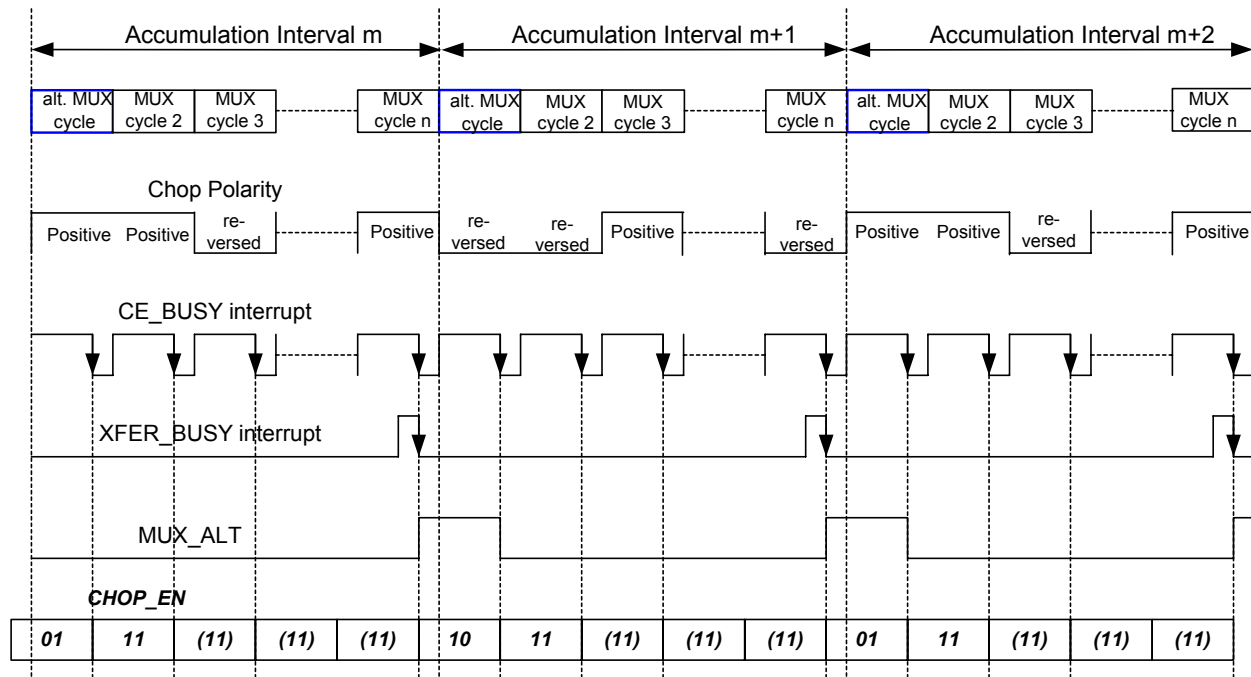 Accumulation Interval m
Accumulation Interval m+1
Accumulation Interval m+2
alt. MUX
cycle
MUX
cycle 2
MUX
cycle 3
MUX
cycle n
alt. MUX
cycle
MUX
cycle 2
MUX
cycle 3
MUX
cycle n
alt. MUX
cycle
MUX
cycle 2
MUX
cycle 3
MUX
cycle n
Chop Polarity
Positive
Positive
re-
versed
Positive
re-
versed
re-
versed
Positive
re-
versed
Positive
Positive
re-
versed
Positive
CE_BUSY interrupt
XFER_BUSY interrupt
MUX_ALT
CHOP_EN
01 11 (11) (11) (11) 10 11 (11) (11) (11) 01 11 (11) (11) (11)